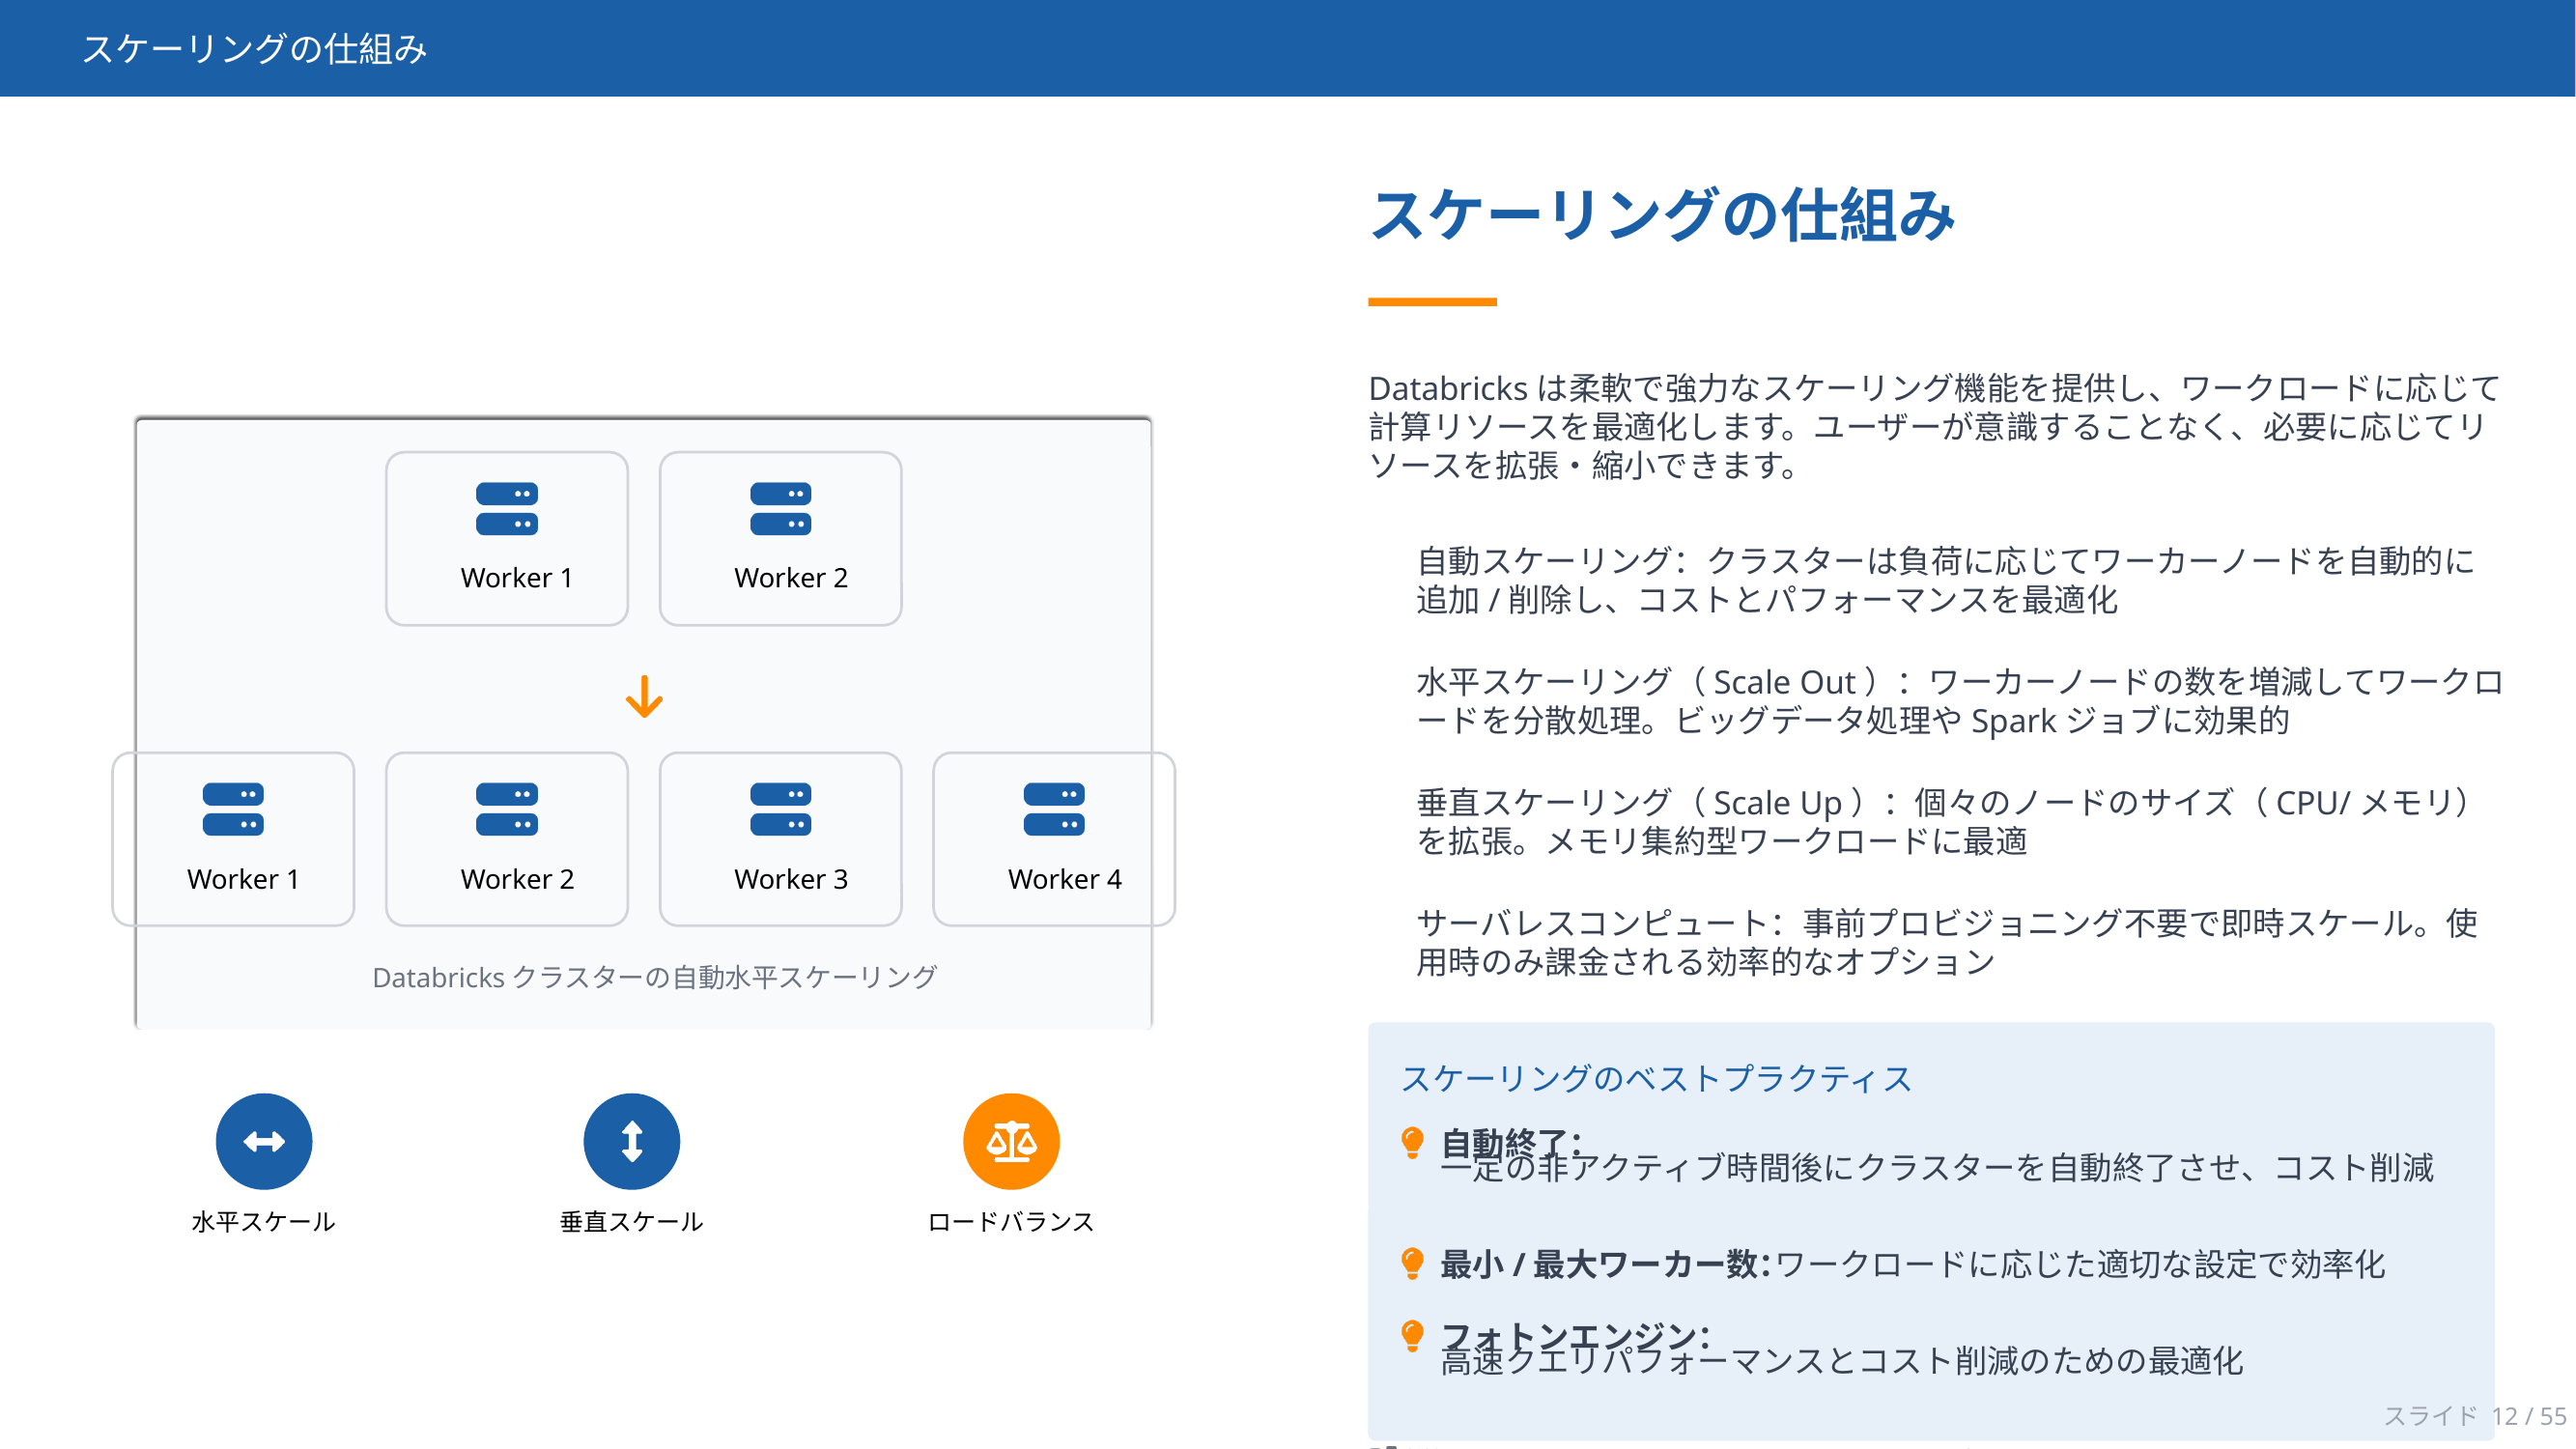 スケーリングの仕組み
Worker 1
Worker 2
Worker 1
Worker 2
Worker 3
Worker 4
Databricks クラスターの自動水平スケーリング
水平スケール
垂直スケール
ロードバランス
スケーリングの仕組み
Databricks は柔軟で強力なスケーリング機能を提供し、ワークロードに応じて
計算リソースを最適化します。ユーザーが意識することなく、必要に応じてリ
ソースを拡張・縮小できます。
自動スケーリング： クラスターは負荷に応じてワーカーノードを自動的に
追加 / 削除し、コストとパフォーマンスを最適化
水平スケーリング（ Scale Out ）： ワーカーノードの数を増減してワークロ
ードを分散処理。ビッグデータ処理や Spark ジョブに効果的
垂直スケーリング（ Scale Up ）： 個々のノードのサイズ（ CPU/ メモリ）
を拡張。メモリ集約型ワークロードに最適
サーバレスコンピュート： 事前プロビジョニング不要で即時スケール。使
用時のみ課金される効率的なオプション
スケーリングのベストプラクティス
自動終了：
一定の非アクティブ時間後にクラスターを自動終了させ、コスト削減
最小 / 最大ワーカー数：ワークロードに応じた適切な設定で効率化
フォトンエンジン：
高速クエリパフォーマンスとコスト削減のための最適化
スライド 12 / 55